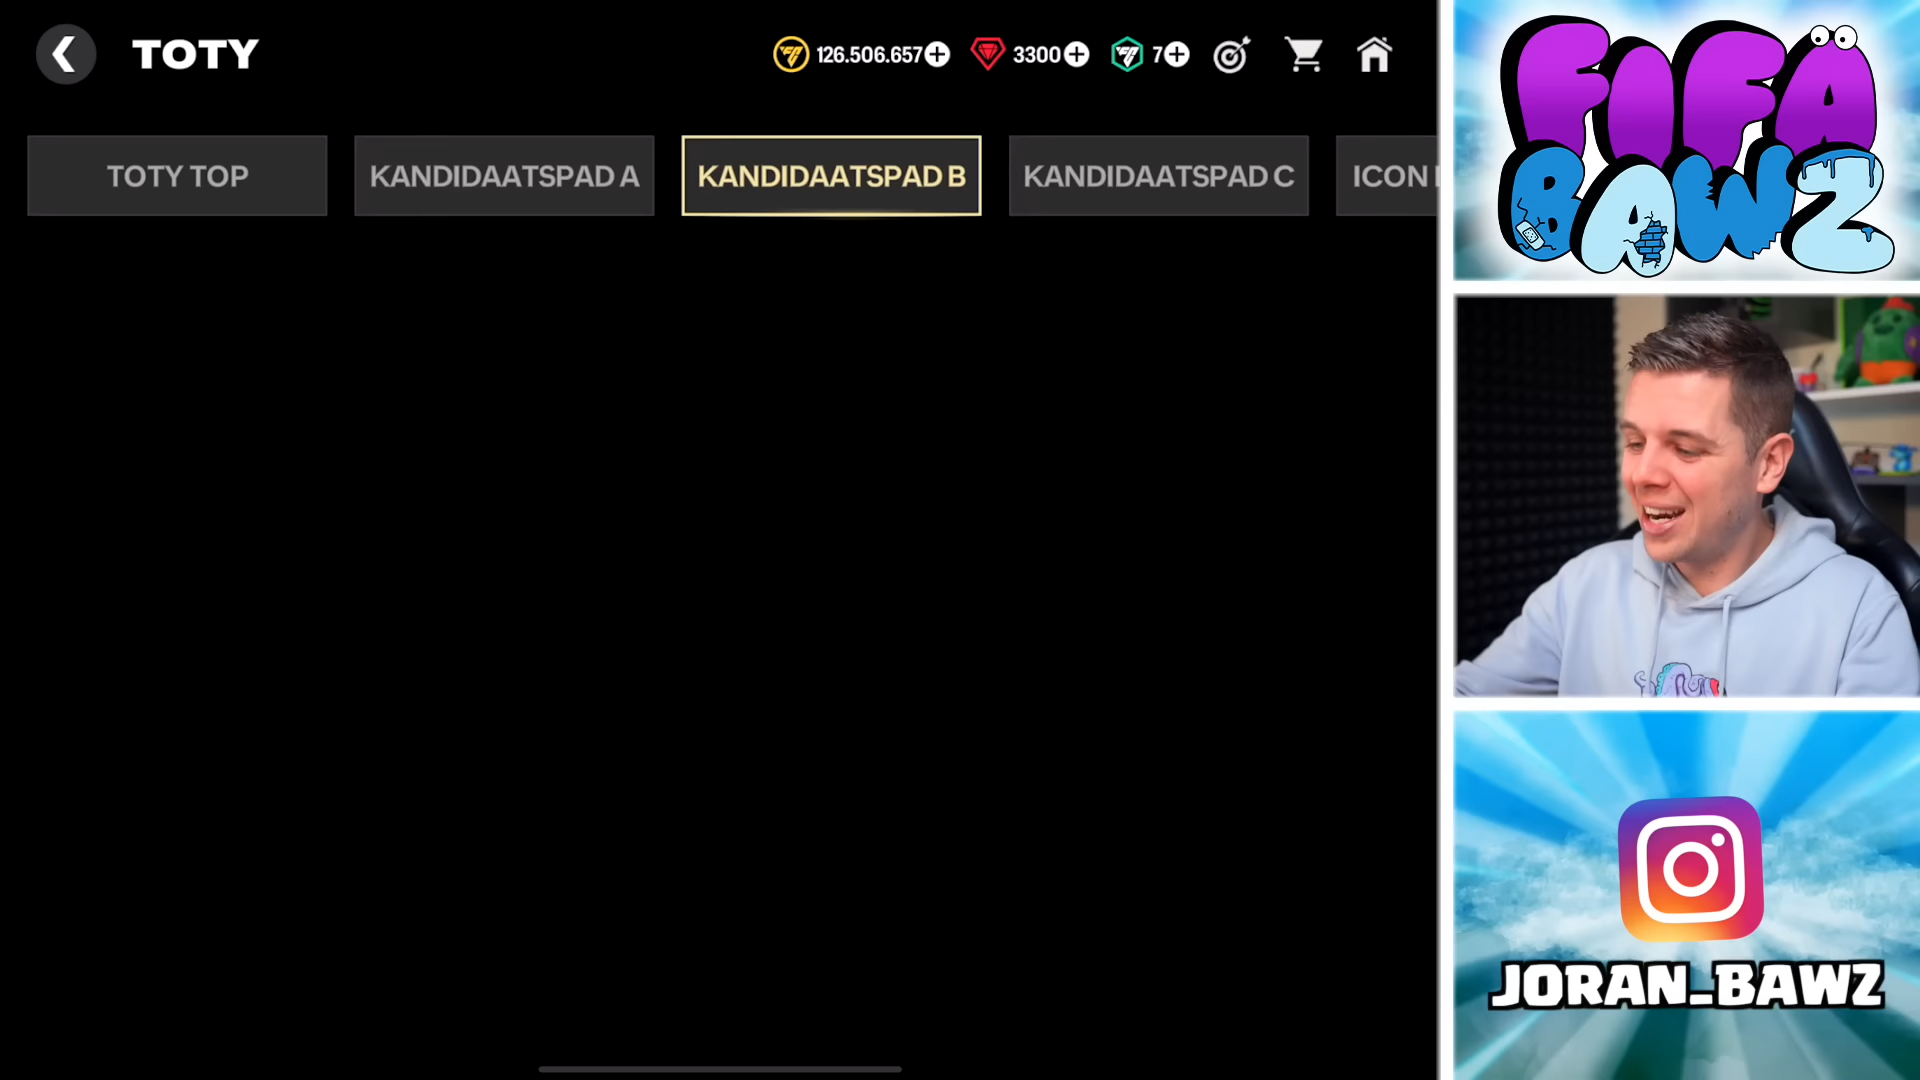 TOTY
126.506.657
3300
7
TOTY TOP
KANDIDAATSPAD A
KANDIDAATSPAD B
KANDIDAATSPAD C
ICON
FIFA
BAWZ
JORAN_BAWZ